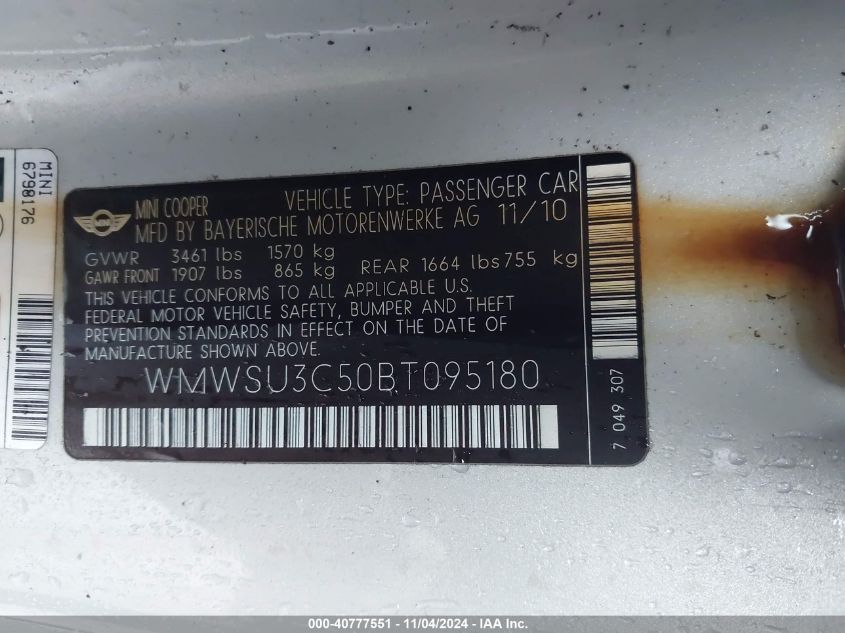 MINI
6798176
MINI COOPER VEHICLE TYPE: PASSENGER CAR
MFD BY BAYERISCHE MOTORENWERKE AG 11/10
GVWR 3461 lbs 1570 kg
GAWR FRONT 1907 lbs 865 kg REAR 1664 lbs 755 kg
THIS VEHICLE CONFORMS TO ALL APPLICABLE U.S.
FEDERAL MOTOR VEHICLE SAFETY, BUMPER AND THEFT
PREVENTION STANDARDS IN EFFECT ON THE DATE OF
MANUFACTURE SHOWN ABOVE.
WMWSU3C50BT095180
7 049 307
000-40777551 - 11/04/2024 - IAA Inc.